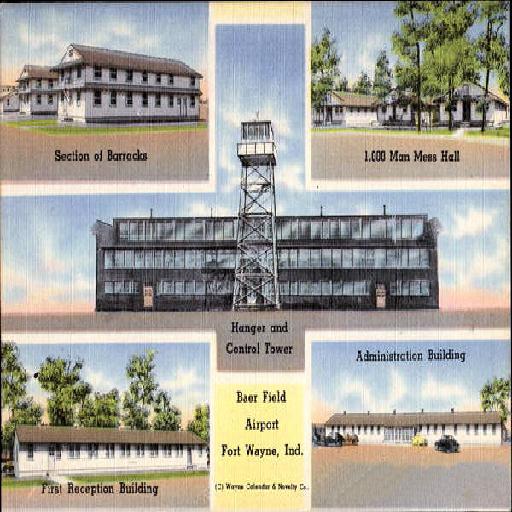 Section of Barracks
1,000 Man Mess Hall
Hanger and
Control Tower
Administration Building
Baer Field
Airport
Fort Wayne, Ind.
(C) Wayne Calendar & Novelty Co.
First Reception Building